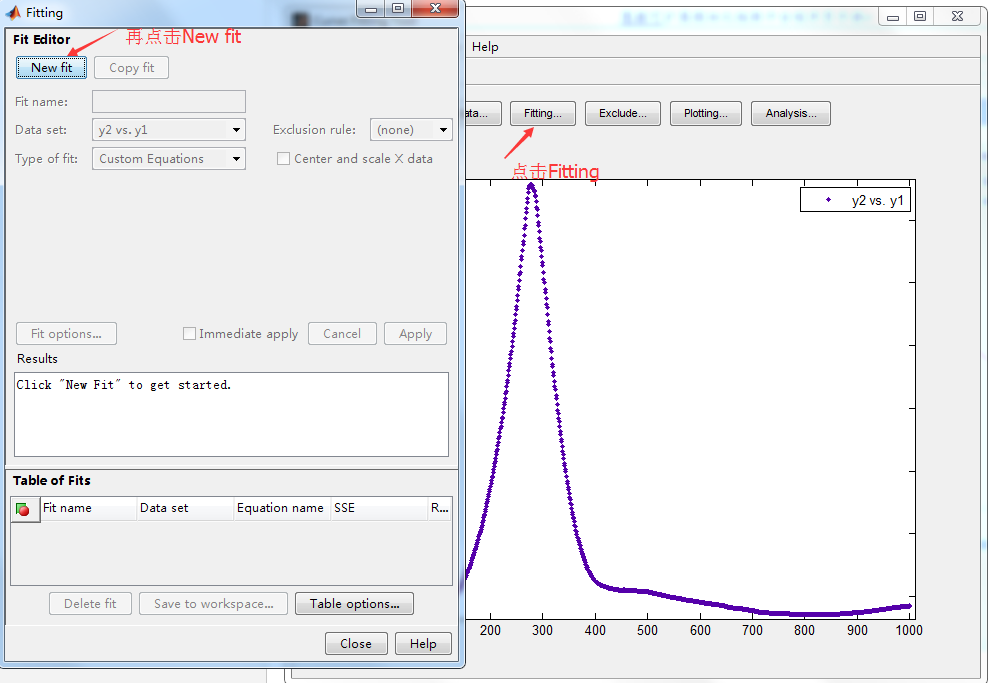 Fitting
Fit Editor
再点击New fit
New fit
Copy fit
Fit name:
Data set:
y2 vs. y1
Exclusion rule:
(none)
Type of fit:
Custom Equations
Center and scale X data
Fit options...
Immediate apply
Cancel
Apply
Results
Click "New Fit" to get started.
Table of Fits
Fit name
Data set
Equation name
SSE
R...
Delete fit
Save to workspace...
Table options...
Close
Help
Help
ata...
Fitting...
Exclude...
Plotting...
Analysis...
点击Fitting
y2 vs. y1
200 300 400 500 600 700 800 900 1000